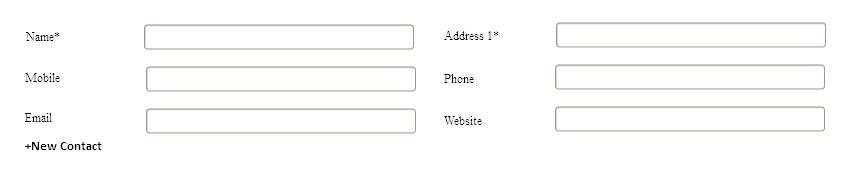 Name*
Address 1*
Mobile
Phone
Email
Website
+New Contact